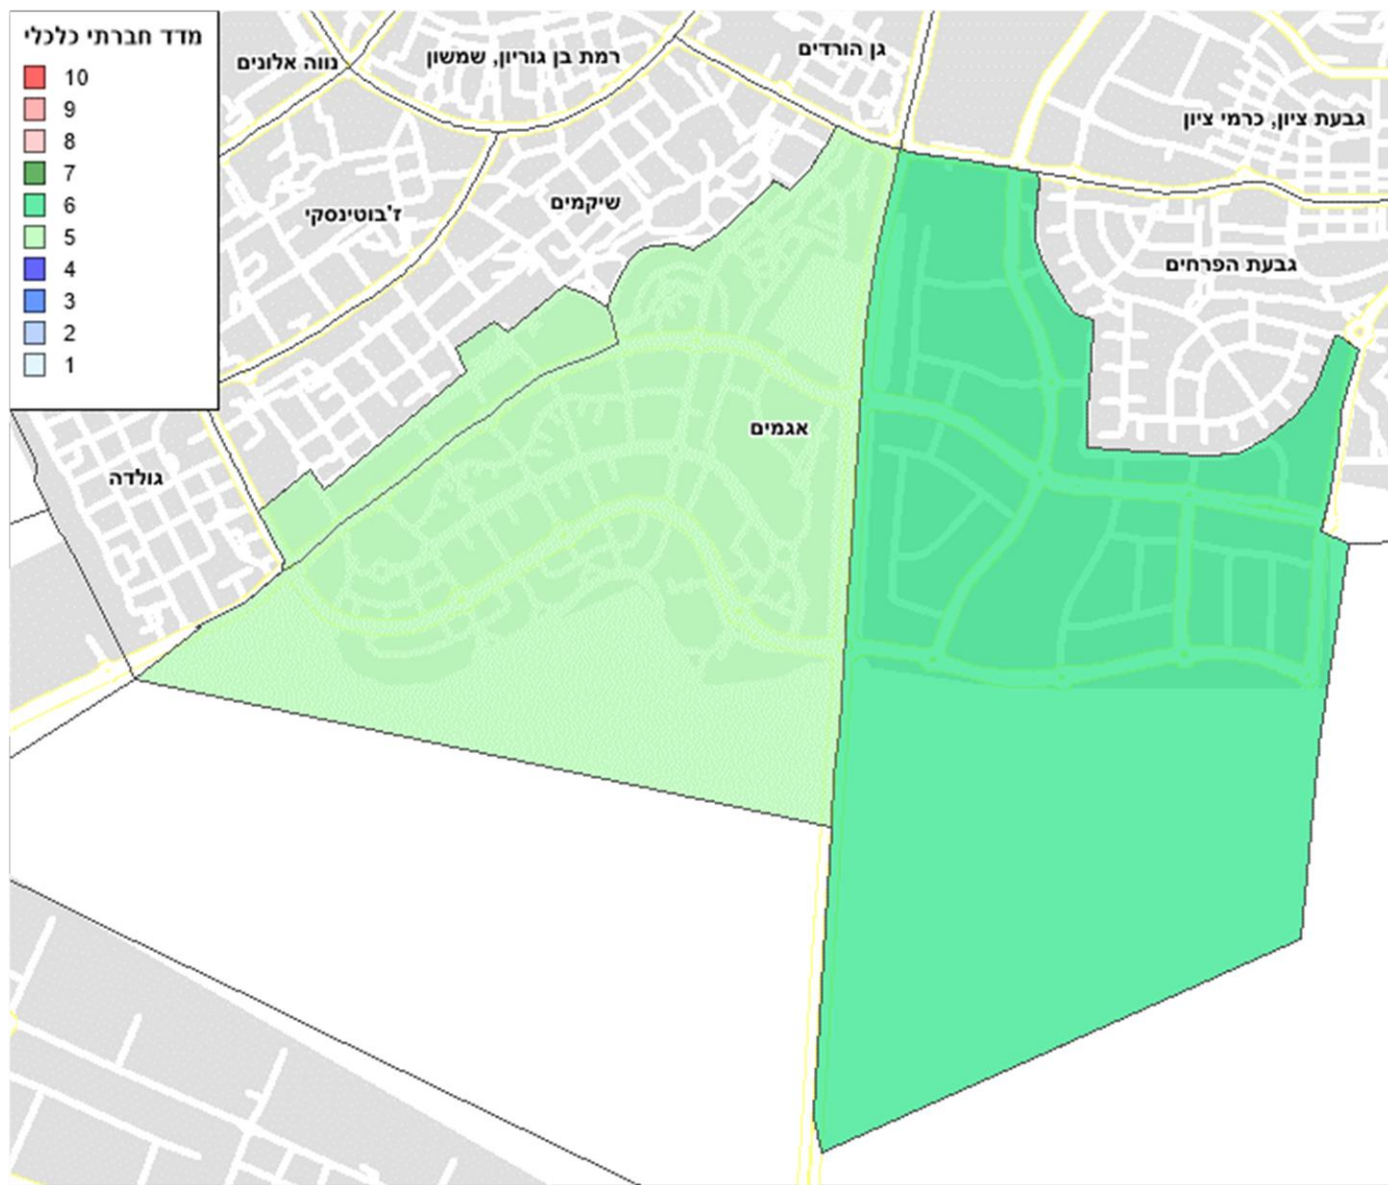 מדד חברתי כלכלי
10
9
8
7
6
5
4
3
2
1
נווה אלונים
רמת בן גוריון, שמשון
גן הורדים
גבעת ציון, כרמי ציון
ז'בוטינסקי
שיקמים
גבעת הפרחים
אגמים
גולדה